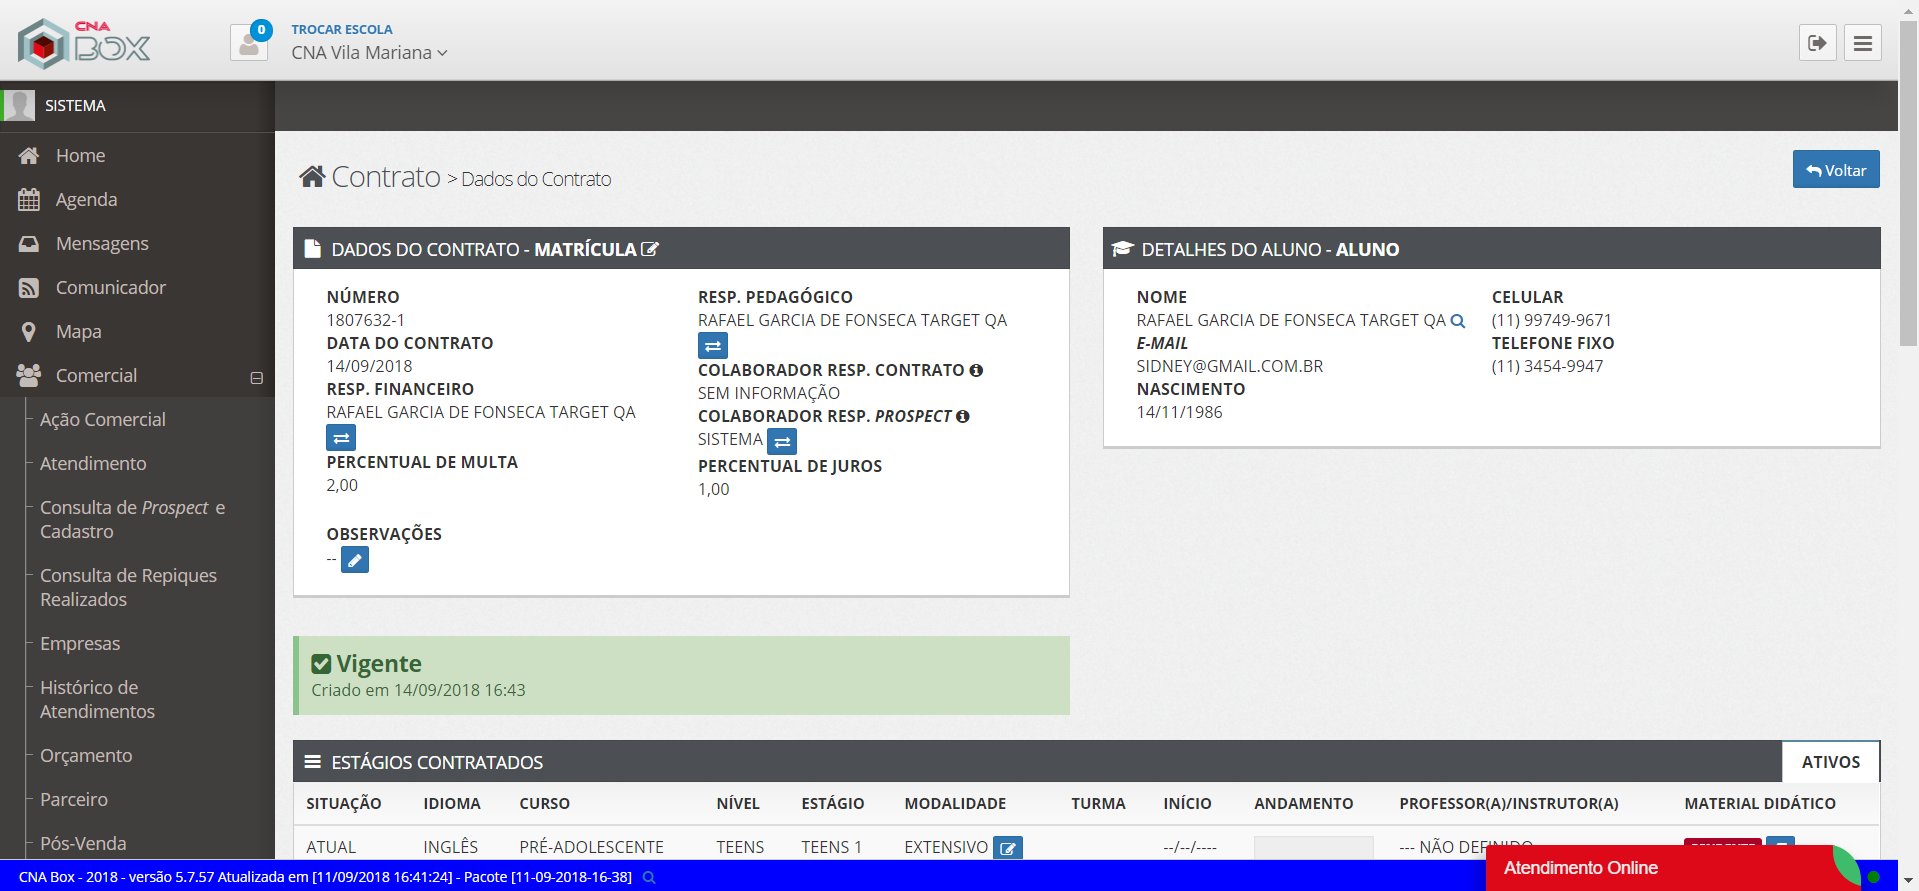 CNA
BOX
0
TROCAR ESCOLA
CNA Vila Mariana
SISTEMA
Home
Agenda
Mensagens
Comunicador
Mapa
Comercial
Ação Comercial
Atendimento
Consulta de Prospect e
Cadastro
Consulta de Repiques
Realizados
Empresas
Histórico de
Atendimentos
Orçamento
Parceiro
Pós-Venda
Contrato > Dados do Contrato
Voltar
DADOS DO CONTRATO - MATRÍCULA
NÚMERO
1807632-1
DATA DO CONTRATO
14/09/2018
RESP. FINANCEIRO
RAFAEL GARCIA DE FONSECA TARGET QA
PERCENTUAL DE MULTA
2,00
RESP. PEDAGÓGICO
RAFAEL GARCIA DE FONSECA TARGET QA
COLABORADOR RESP. CONTRATO
SEM INFORMAÇÃO
COLABORADOR RESP. PROSPECT
SISTEMA
PERCENTUAL DE JUROS
1,00
OBSERVAÇÕES
--
DETALHES DO ALUNO - ALUNO
NOME
RAFAEL GARCIA DE FONSECA TARGET QA
E-MAIL
SIDNEY@GMAIL.COM.BR
NASCIMENTO
14/11/1986
CELULAR
(11) 99749-9671
TELEFONE FIXO
(11) 3454-9947
Vigente
Criado em 14/09/2018 16:43
ESTÁGIOS CONTRATADOS
ATIVOS
SITUAÇÃO IDIOMA CURSO NÍVEL ESTÁGIO MODALIDADE TURMA INÍCIO ANDAMENTO PROFESSOR(A)/INSTRUTOR(A) MATERIAL DIDÁTICO
ATUAL INGLÊS PRÉ-ADOLESCENTE TEENS TEENS 1 EXTENSIVO --/--/---- --- NÃO DEFINIDO
Atendimento Online
CNA Box - 2018 - versão 5.7.57 Atualizada em [11/09/2018 16:41:24] - Pacote [11-09-2018-16-38]